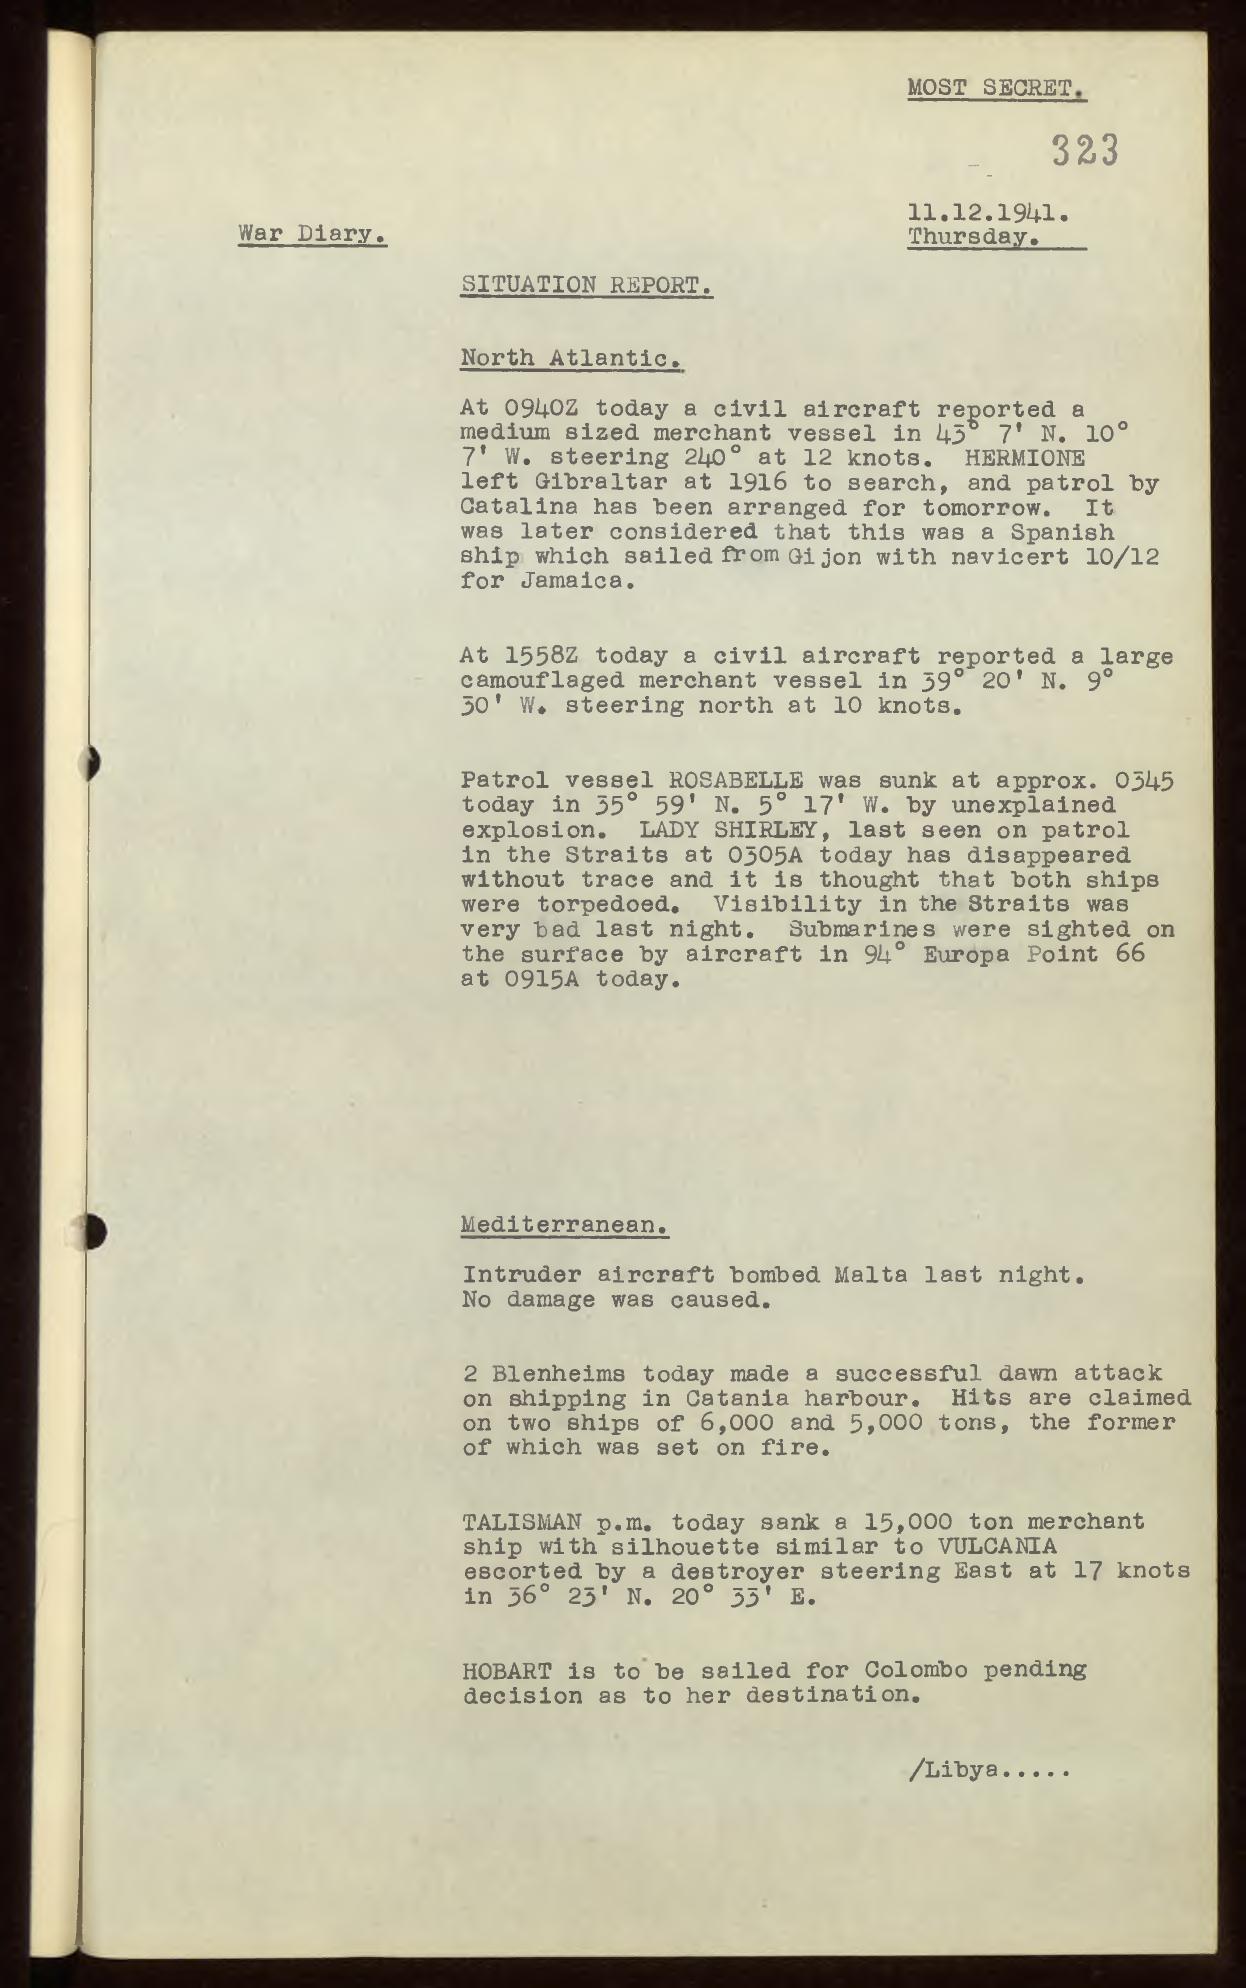 MOST SECRET.
323
11.12.1941.
War Diary.
Thursday.
SITUATION REPORT.
North Atlantic.
At 0940Z today a civil aircraft reported a
medium sized merchant vessel in 43° 7' N. 10°
7' W. steering 240° at 12 knots. HERMIONE
left Gibraltar at 1916 to search, and patrol by
Catalina has been arranged for tomorrow. It
was later considered that this was a Spanish
ship which sailed from Gijon with navicert 10/12
for Jamaica.
At 1558Z today a civil aircraft reported a large
camouflaged merchant vessel in 39° 20' N. 9°
30' W. steering north at 10 knots.
Patrol vessel ROSABELLE was sunk at approx. 0345
today in 35° 59' N. 5° 17' W. by unexplained
explosion. LADY SHIRLEY, last seen on patrol
in the Straits at 0305A today has disappeared
without trace and it is thought that both ships
were torpedoed. Visibility in the Straits was
very bad last night. Submarines were sighted on
the surface by aircraft in 94° Europa Point 66
at 0915A today.
Mediterranean.
Intruder aircraft bombed Malta last night.
No damage was caused.
2 Blenheims today made a successful dawn attack
on shipping in Catania harbour. Hits are claimed
on two ships of 6,000 and 5,000 tons, the former
of which was set on fire.
TALISMAN p.m. today sank a 15,000 ton merchant
ship with silhouette similar to VULCANIA
escorted by a destroyer steering East at 17 knots
in 36° 23' N. 20° 33' E.
HOBART is to be sailed for Colombo pending
decision as to her destination.
/Libya.....